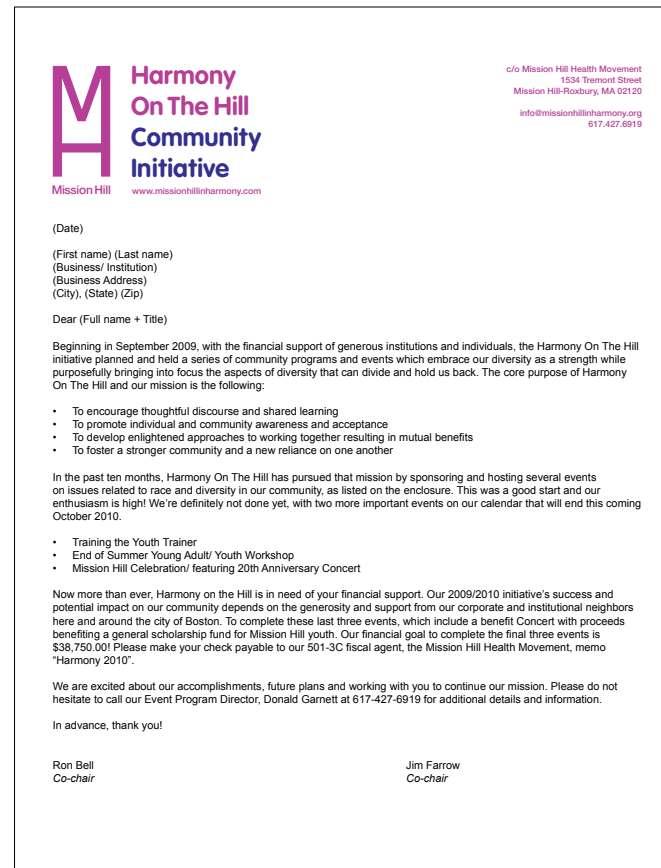 MH
Mission Hill
Harmony
On The Hill
Community
Initiative
www.missionhillinharmony.com
c/o Mission Hill Health Movement
1534 Tremont Street
Mission Hill-Roxbury, MA 02120
info@missionhillinharmony.org
617.427.6919
(Date)
(First name) (Last name)
(Business/ Institution)
(Business Address)
(City), (State) (Zip)
Dear (Full name + Title)
Beginning in September 2009, with the financial support of generous institutions and individuals, the Harmony On The Hill
initiative planned and held a series of community programs and events which embrace our diversity as a strength while
purposefully bringing into focus the aspects of diversity that can divide and hold us back. The core purpose of Harmony
On The Hill and our mission is the following:
• To encourage thoughtful discourse and shared learning
• To promote individual and community awareness and acceptance
• To develop enlightened approaches to working together resulting in mutual benefits
• To foster a stronger community and a new reliance on one another
In the past ten months, Harmony On The Hill has pursued that mission by sponsoring and hosting several events
on issues related to race and diversity in our community, as listed on the enclosure. This was a good start and our
enthusiasm is high! We're definitely not done yet, with two more important events on our calendar that will end this coming
October 2010.
• Training the Youth Trainer
• End of Summer Young Adult/ Youth Workshop
• Mission Hill Celebration/ featuring 20th Anniversary Concert
Now more than ever, Harmony on the Hill is in need of your financial support. Our 2009/2010 initiative's success and
potential impact on our community depends on the generosity and support from our corporate and institutional neighbors
here and around the city of Boston. To complete these last three events, which include a benefit Concert with proceeds
benefiting a general scholarship fund for Mission Hill youth. Our financial goal to complete the final three events is
$38,750.00! Please make your check payable to our 501-3C fiscal agent, the Mission Hill Health Movement, memo
“Harmony 2010”.
We are excited about our accomplishments, future plans and working with you to continue our mission. Please do not
hesitate to call our Event Program Director, Donald Garnett at 617-427-6919 for additional details and information.
In advance, thank you!
Ron Bell
Co-chair
Jim Farrow
Co-chair